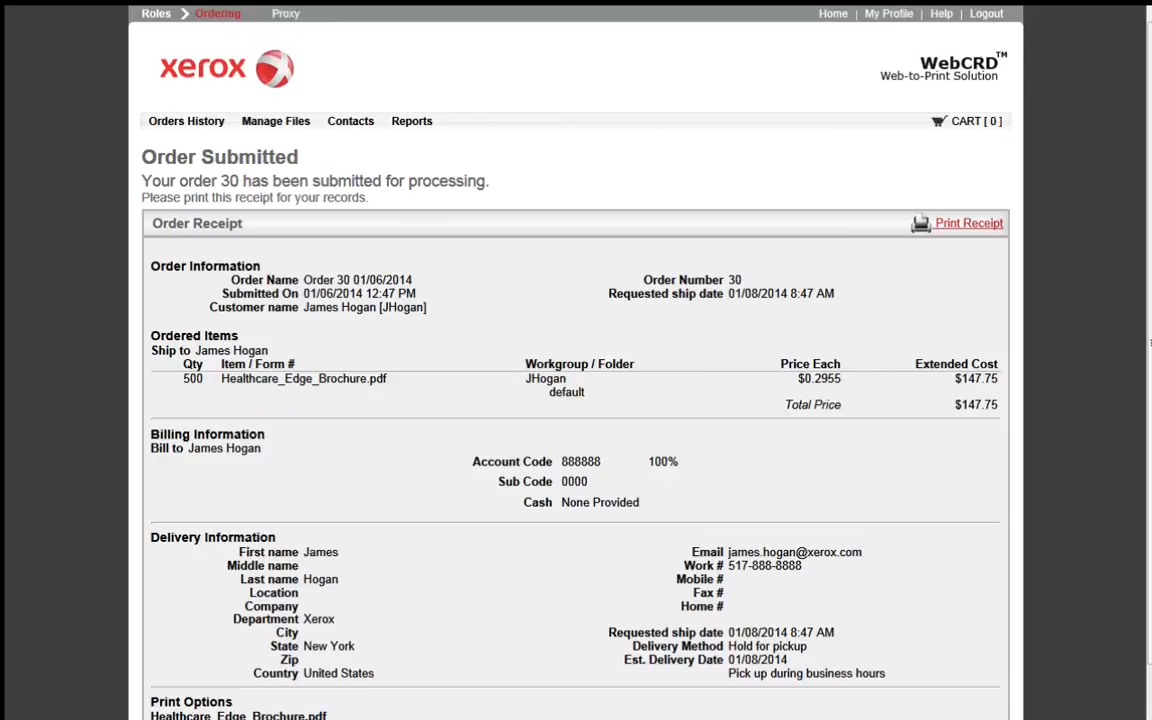 Roles Ordering Proxy Home | My Profile | Help | Logout
xerox
WebCRD™
Web-to-Print Solution
Orders History Manage Files Contacts Reports CART [ 0 ]
Order Submitted
Your order 30 has been submitted for processing.
Please print this receipt for your records.
Order Receipt Print Receipt
Order Information
Order Name Order 30 01/06/2014 Order Number 30
Submitted On 01/06/2014 12:47 PM Requested ship date 01/08/2014 8:47 AM
Customer name James Hogan [JHogan]
Ordered Items
Ship to James Hogan
Qty Item / Form # Workgroup / Folder Price Each Extended Cost
500 Healthcare_Edge_Brochure.pdf JHogan $0.2955 $147.75
default
Total Price $147.75
Billing Information
Bill to James Hogan
Account Code 888888 100%
Sub Code 0000
Cash None Provided
Delivery Information
First name James Email james.hogan@xerox.com
Middle name Work # 517-888-8888
Last name Hogan Mobile #
Location Fax #
Company Home #
Department Xerox
City Requested ship date 01/08/2014 8:47 AM
State New York Delivery Method Hold for pickup
Zip Est. Delivery Date 01/08/2014
Country United States Pick up during business hours
Print Options
Healthcare_Edge_Brochure.pdf